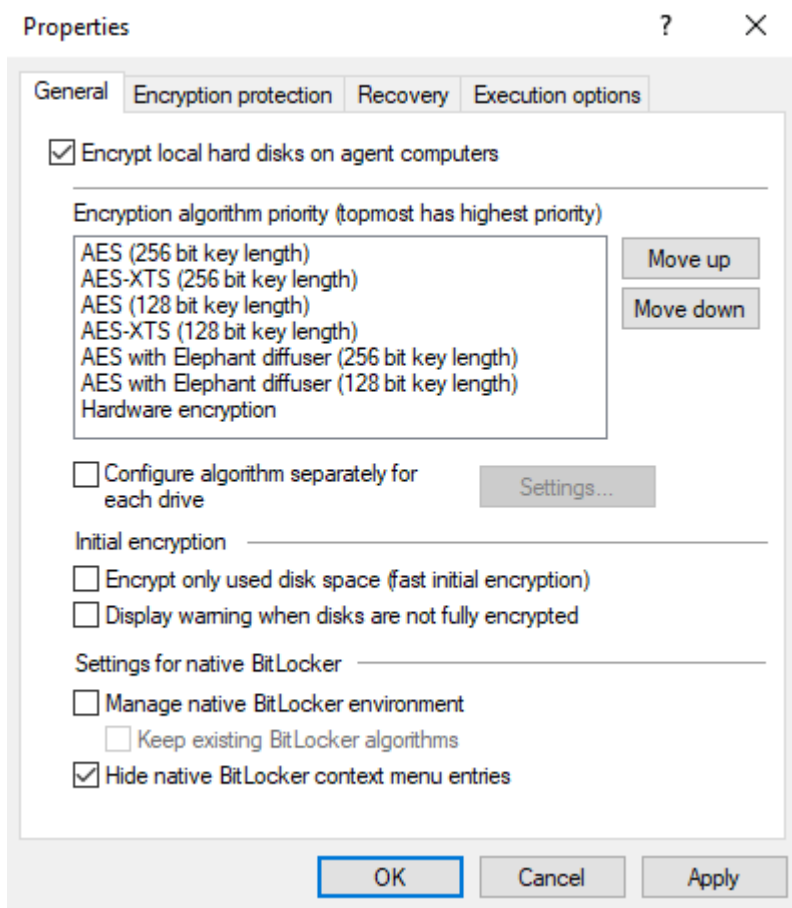 Properties
General Encryption protection Recovery Execution options
Encrypt local hard disks on agent computers
Encryption algorithm priority (topmost has highest priority)
AES (256 bit key length)
AES-XTS (256 bit key length)
AES (128 bit key length)
AES-XTS (128 bit key length)
AES with Elephant diffuser (256 bit key length)
AES with Elephant diffuser (128 bit key length)
Hardware encryption
Move up
Move down
Configure algorithm separately for
each drive
Settings...
Initial encryption
Encrypt only used disk space (fast initial encryption)
Display warning when disks are not fully encrypted
Settings for native BitLocker
Manage native BitLocker environment
Keep existing BitLocker algorithms
Hide native BitLocker context menu entries
OK Cancel Apply